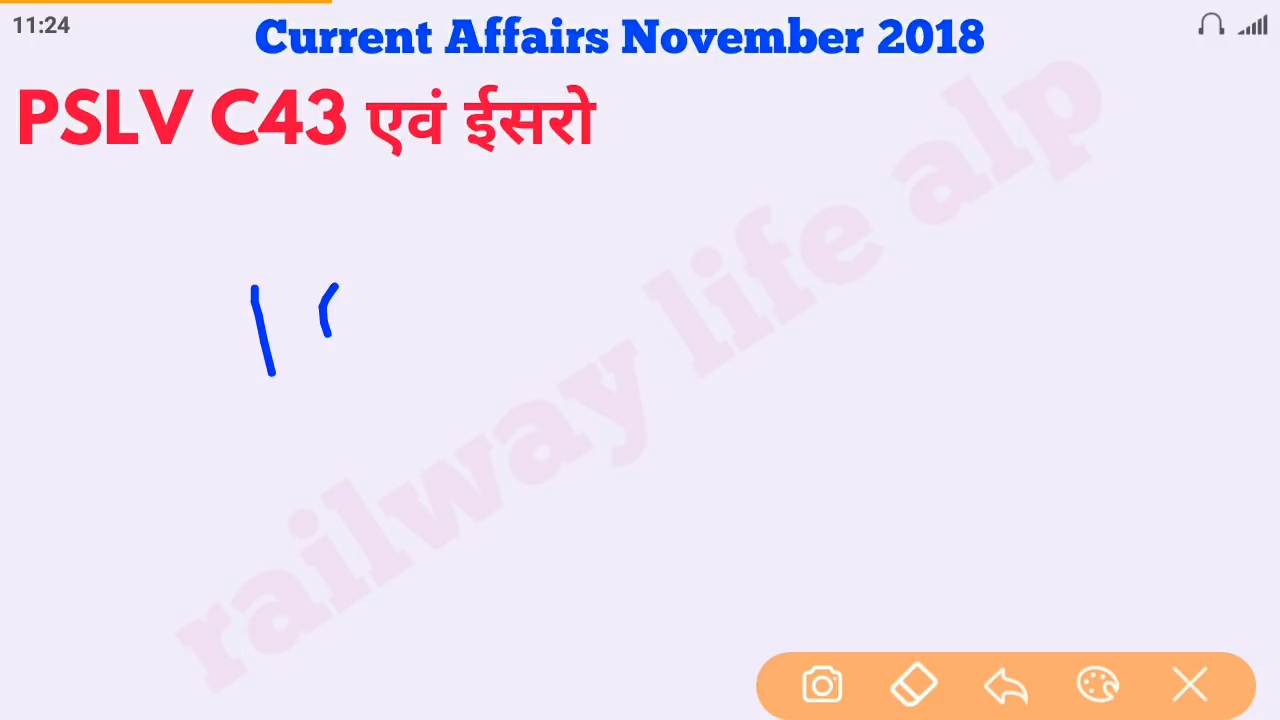 11:24
Current Affairs November 2018
PSLV C43 एवं ईसरो
railway life alp